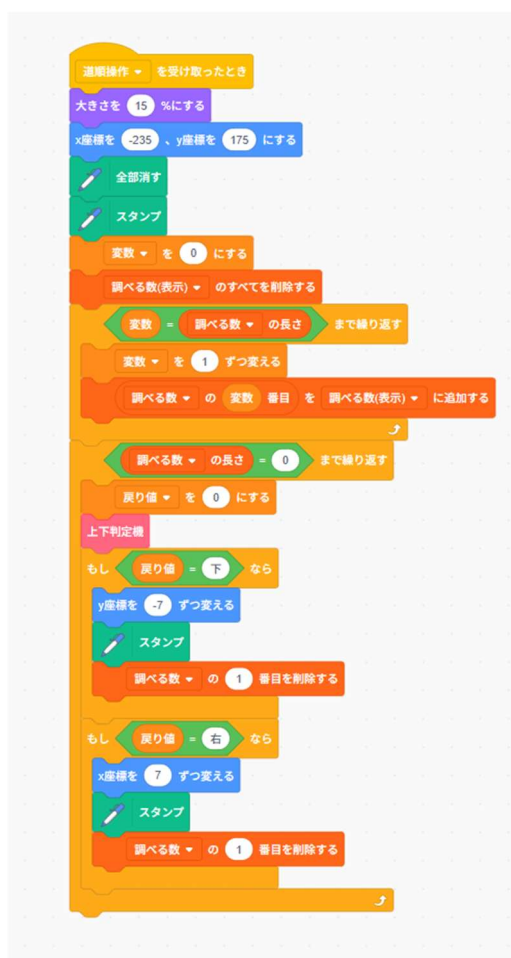 道順操作 を受け取ったとき
大きさを 15 %にする
x座標を -235 、y座標を 175 にする
全部消す
スタンプ
変数 を 0 にする
調べる数(表示) のすべてを削除する
変数 = 調べる数 の長さ まで繰り返す
変数 を 1 ずつ変える
調べる数 の 変数 番目 を 調べる数(表示) に追加する
調べる数 の長さ = 0 まで繰り返す
戻り値 を 0 にする
上下判定機
もし 戻り値 = 下 なら
y座標を -7 ずつ変える
スタンプ
調べる数 の 1 番目を削除する
もし 戻り値 = 右 なら
x座標を 7 ずつ変える
スタンプ
調べる数 の 1 番目を削除する